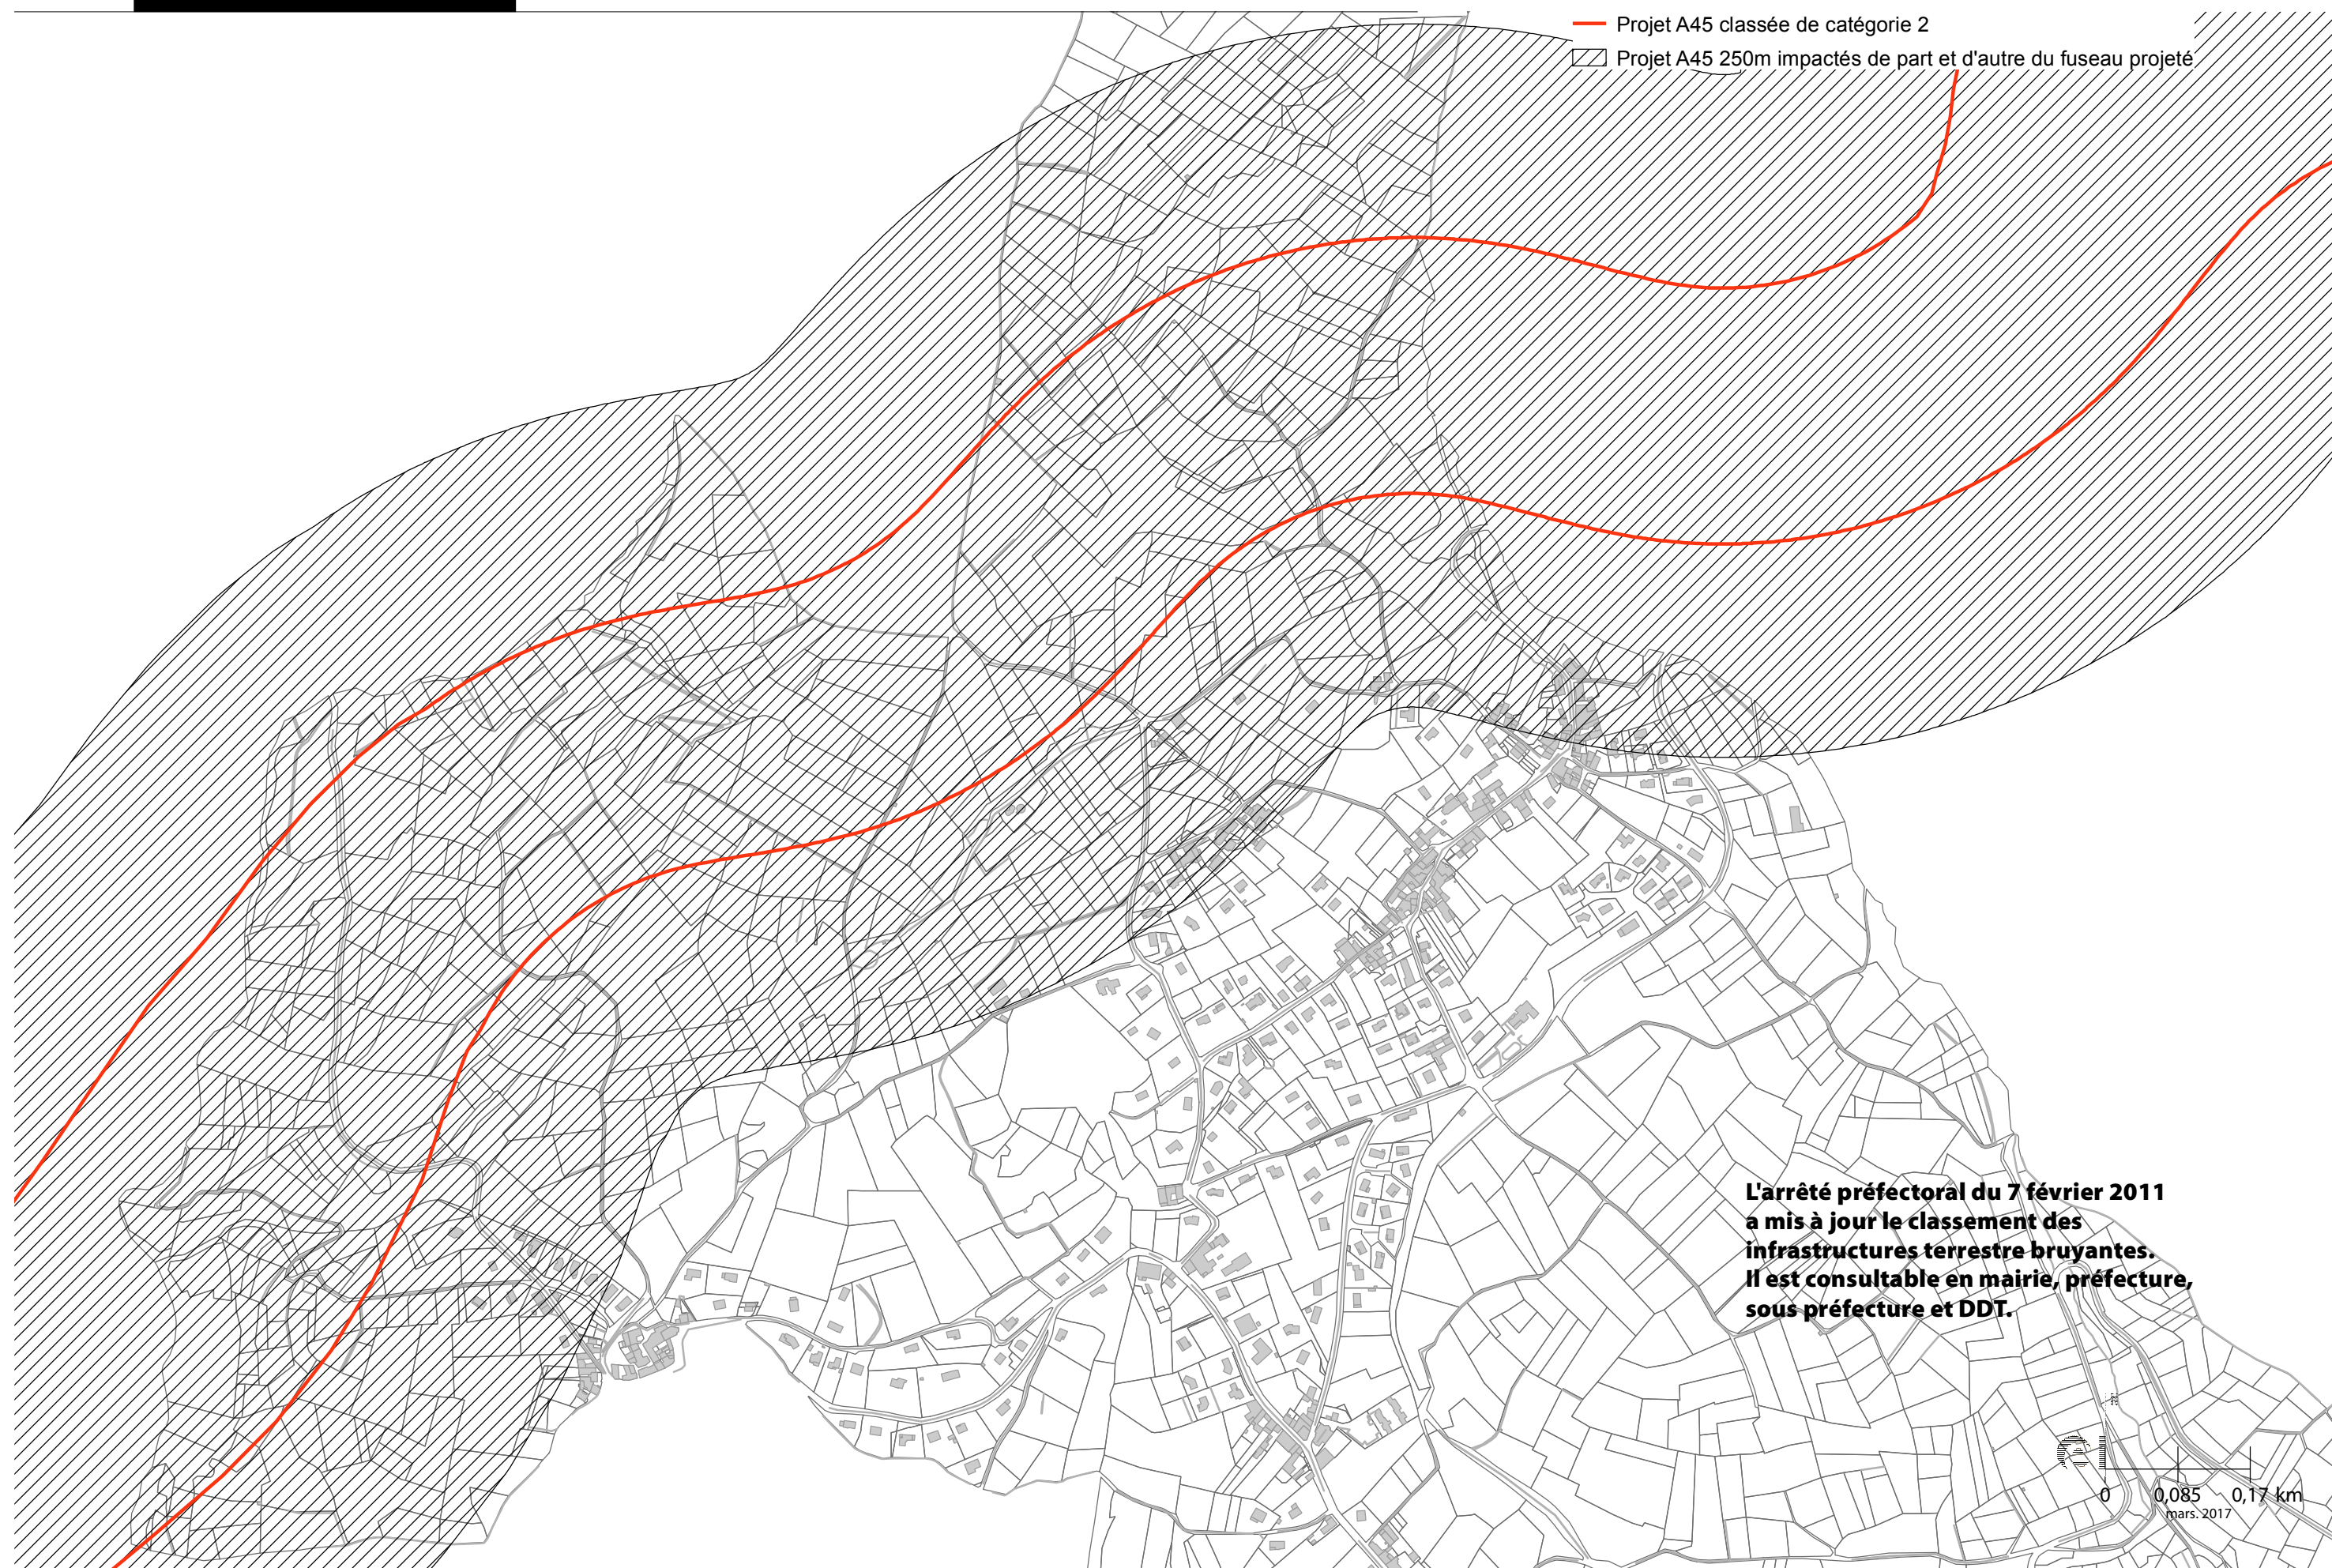 Projet A45 classée de catégorie 2
Projet A45 250m impactés de part et d'autre du fuseau projeté
L'arrêté préfectoral du 7 février 2011
a mis à jour le classement des
infrastructures terrestre bruyantes.
Il est consultable en mairie, préfecture,
sous préfecture et DDT.
N
0 0,085 0,17 km
mars. 2017